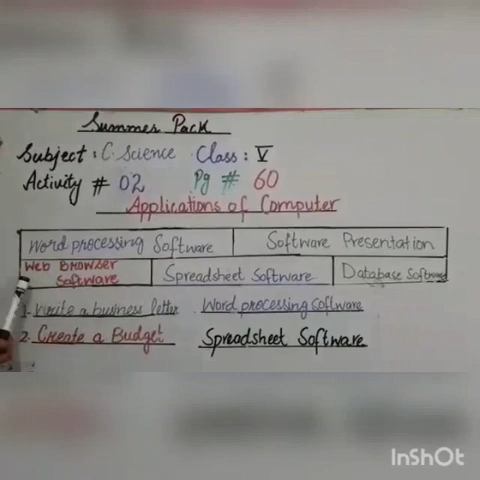 Summer Pack
Subject : C. Science Class : V
Activity # 02 Pg # 60
Applications of Computer
Word processing Software Software Presentation
Web Browser Software Spreadsheet Software Database Software
1. Write a business letter Word processing Software
2. Create a Budget Spreadsheet Software
InShOt